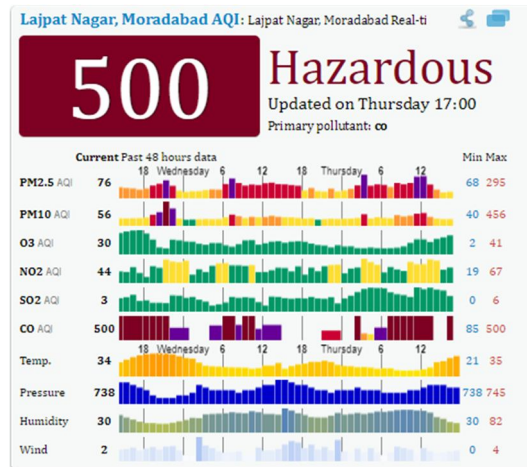 Lajpat Nagar, Moradabad AQI: Lajpat Nagar, Moradabad Real-ti
500
Hazardous
Updated on Thursday 17:00
Primary pollutant: co
Current Past 48 hours data Min Max
18 Wednesday 6 12 18 Thursday 6 12
PM2.5 AQI 76 68 295
PM10 AQI 56 40 456
O3 AQI 30 2 41
NO2 AQI 44 19 67
SO2 AQI 3 0 6
CO AQI 500 85 500
18 Wednesday 6 12 18 Thursday 6 12
Temp. 34 21 35
Pressure 738 738 745
Humidity 30 30 82
Wind 2 0 4